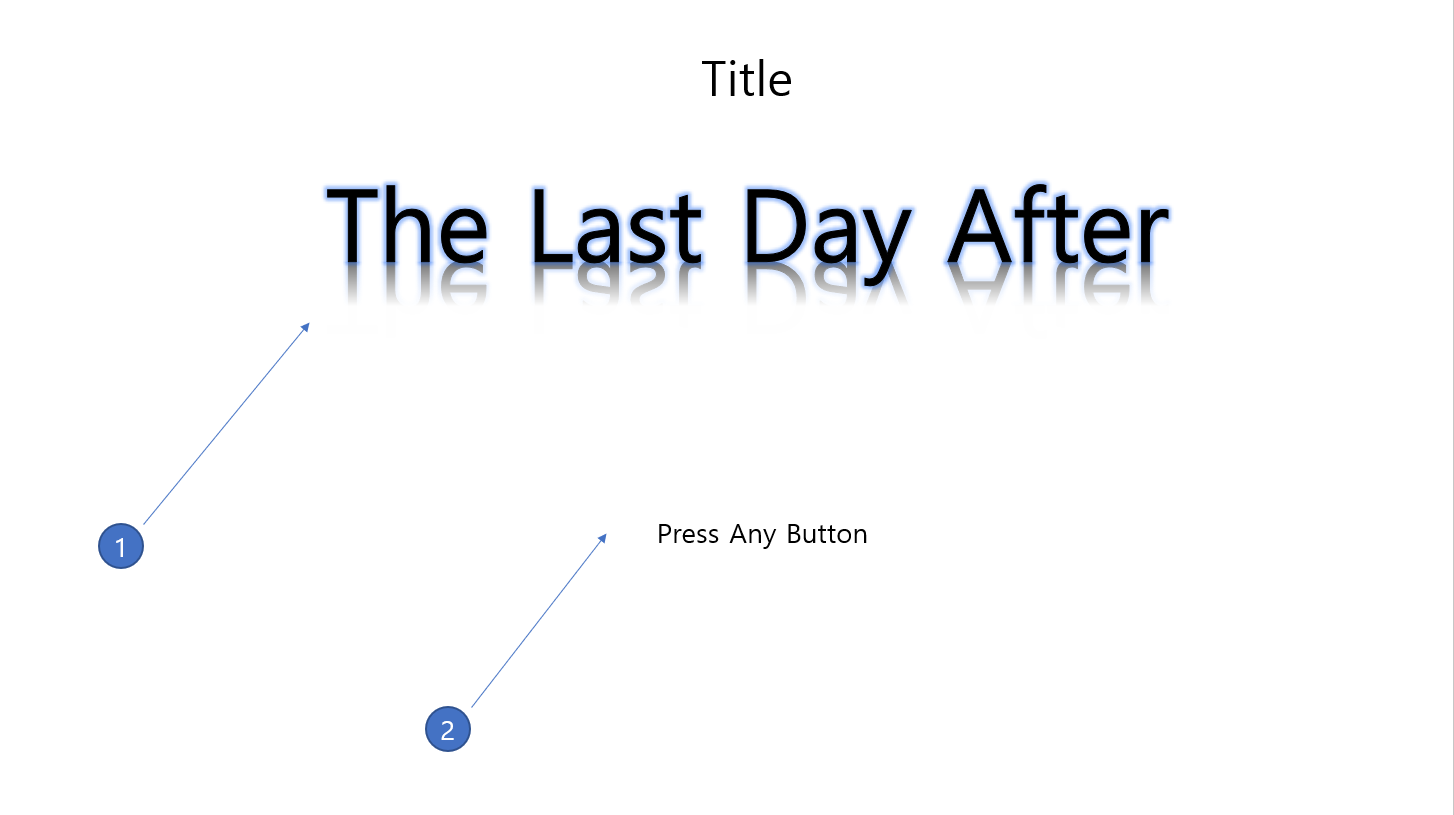 Title
The Last Day After
Press Any Button
1
2